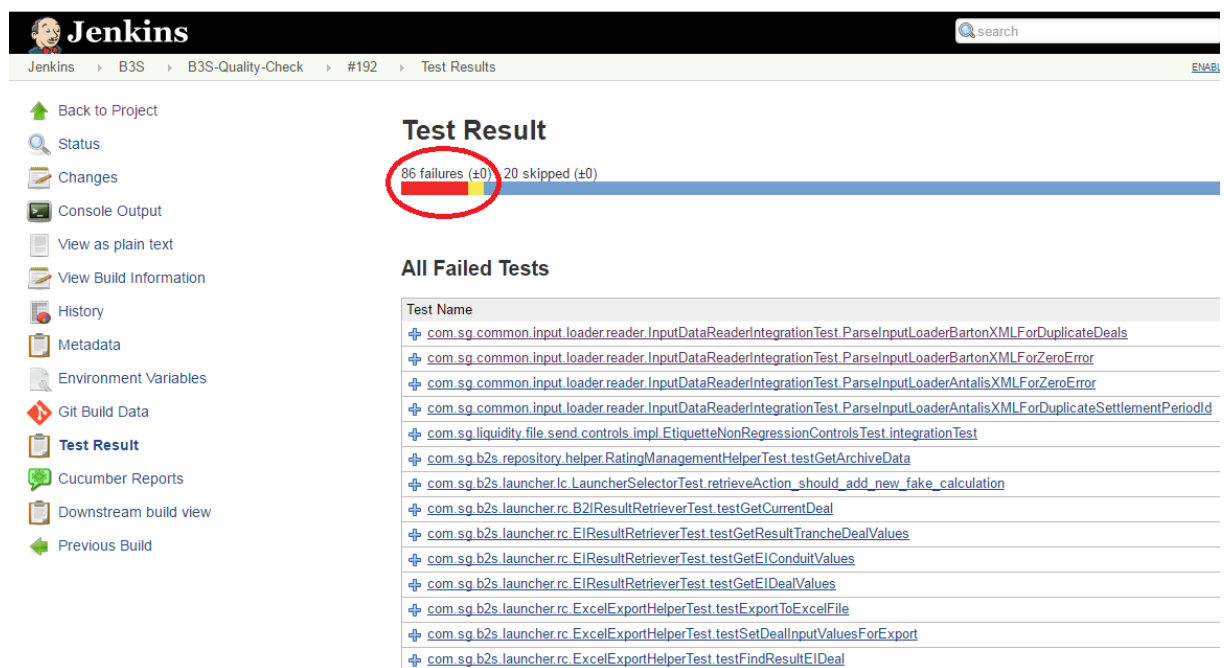 Jenkins
search
Jenkins B3S B3S-Quality-Check #192 Test Results
ENABL
Back to Project
Status
Changes
Console Output
View as plain text
View Build Information
History
Metadata
Environment Variables
Git Build Data
Test Result
Cucumber Reports
Downstream build view
Previous Build
Test Result
86 failures (±0) 20 skipped (±0)
All Failed Tests
Test Name
com.sg.common.input.loader.reader.InputDataReaderIntegrationTest.ParseInputLoaderBartonXMLForDuplicateDeals
com.sg.common.input.loader.reader.InputDataReaderIntegrationTest.ParseInputLoaderBartonXMLForZeroError
com.sg.common.input.loader.reader.InputDataReaderIntegrationTest.ParseInputLoaderAntalisXMLForZeroError
com.sg.common.input.loader.reader.InputDataReaderIntegrationTest.ParseInputLoaderAntalisXMLForDuplicateSettlementPeriodId
com.sg.liquidity.file.send.controls.impl.EtiquetteNonRegressionControlsTest.integrationTest
com.sg.b2s.repository.helper.RatingManagementHelperTest.testGetArchiveData
com.sg.b2s.launcher.lc.LauncherSelectorTest.retrieveAction_should_add_new_fake_calculation
com.sg.b2s.launcher.rc.B2IResultRetrieverTest.testGetCurrentDeal
com.sg.b2s.launcher.rc.EIResultRetrieverTest.testGetResultTrancheDealValues
com.sg.b2s.launcher.rc.EIResultRetrieverTest.testGetEIConduitValues
com.sg.b2s.launcher.rc.EIResultRetrieverTest.testGetEIDealValues
com.sg.b2s.launcher.rc.ExcelExportHelperTest.testExportToExcelFile
com.sg.b2s.launcher.rc.ExcelExportHelperTest.testSetDealInputValuesForExport
com.sg.b2s.launcher.rc.ExcelExportHelperTest.testFindResultEIDeal